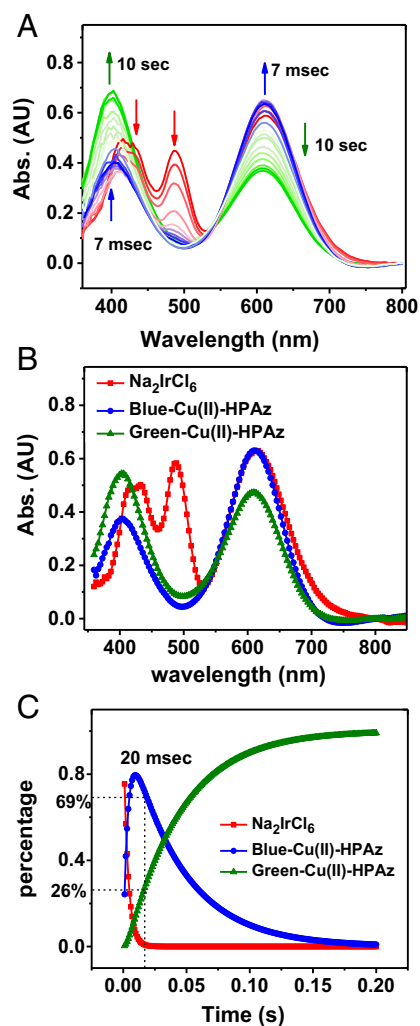 A
10 sec
7 msec
10 sec
7 msec
Abs. (AU)
0.8
0.6
0.4
0.2
0.0
400 500 600 700 800
Wavelength (nm)
B
Na₂IrCl₆
Blue-Cu(II)-HPAz
Green-Cu(II)-HPAz
Abs. (AU)
0.8
0.6
0.4
0.2
0.0
400 500 600 700 800
wavelength (nm)
C
20 msec
percentage
0.8
69%
0.4
26%
0.0
Na₂IrCl₆
Blue-Cu(II)-HPAz
Green-Cu(II)-HPAz
0.00 0.05 0.10 0.15 0.20
Time (s)